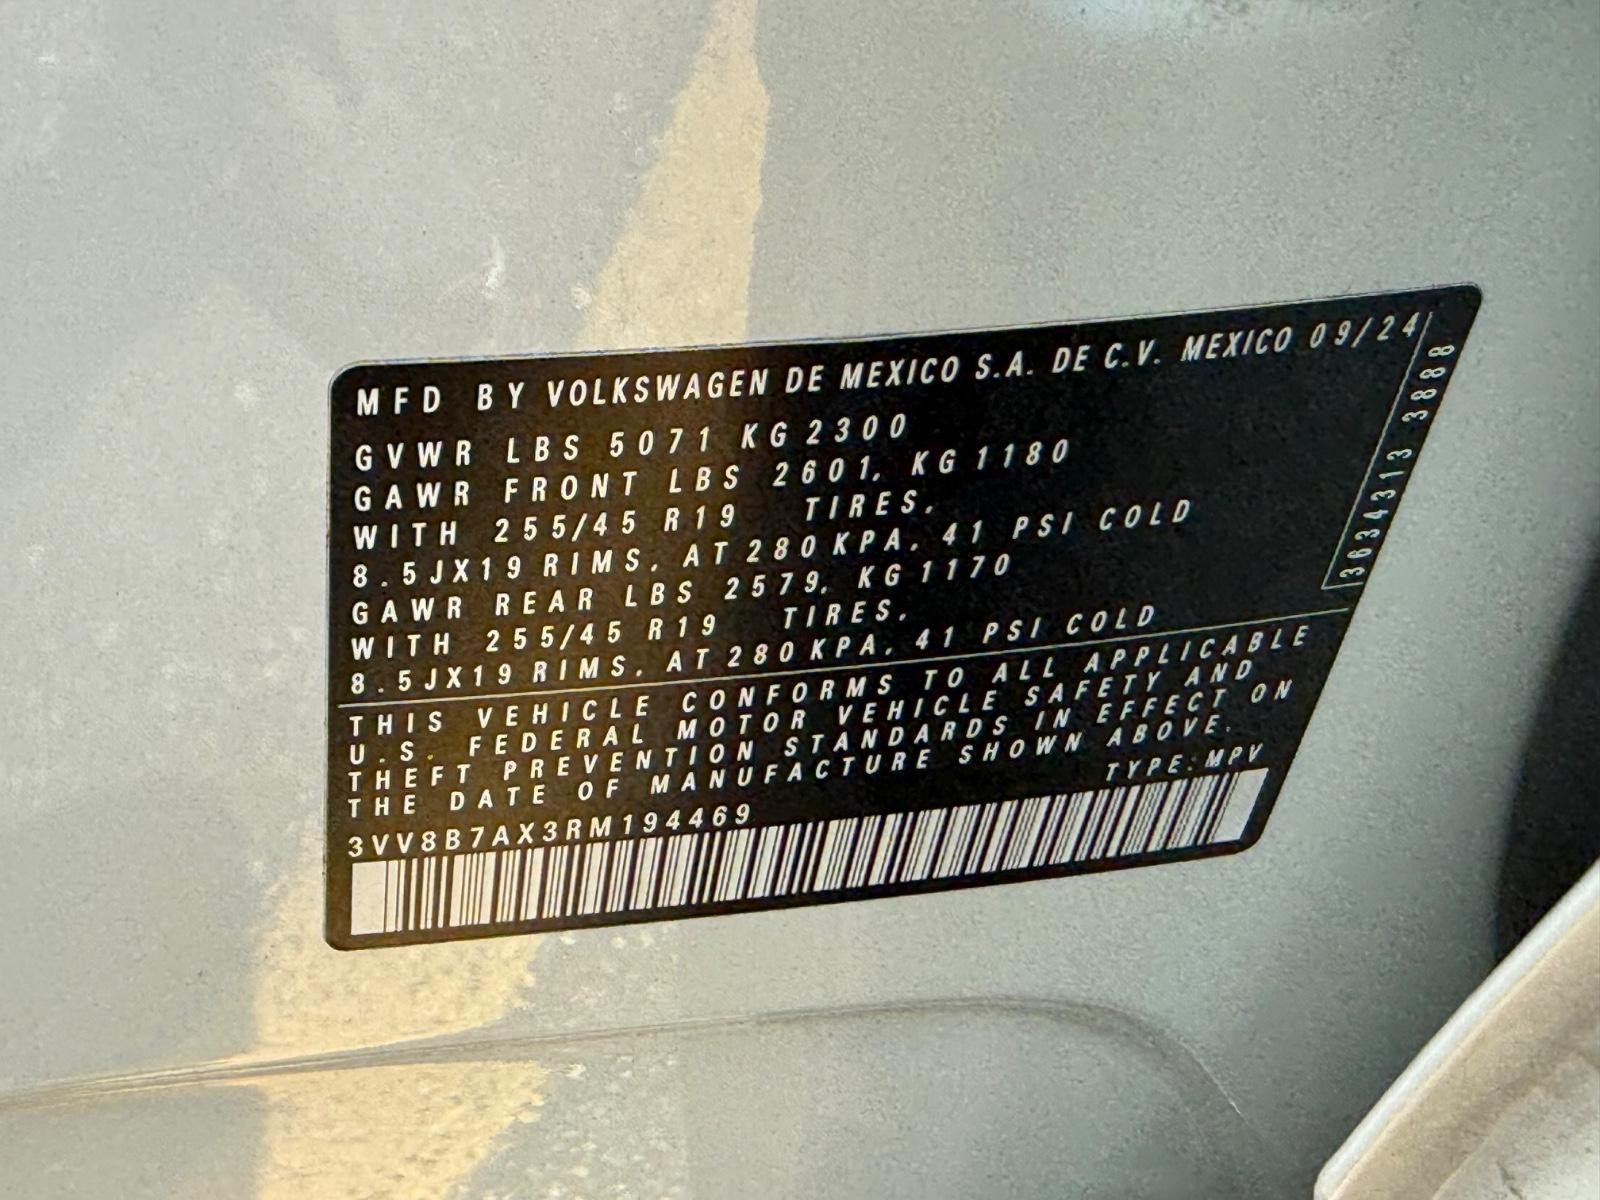 MFD BY VOLKSWAGEN DE MEXICO S.A. DE C.V. MEXICO 09/24
GVWR LBS 5071 KG 2300
GAWR FRONT LBS 2601, KG 1180
WITH 255/45 R19 TIRES,
8.5JX19 RIMS, AT 280 KPA, 41 PSI COLD
GAWR REAR LBS 2579, KG 1170
WITH 255/45 R19 TIRES,
8.5JX19 RIMS, AT 280 KPA, 41 PSI COLD
3634313 3888
THIS VEHICLE CONFORMS TO ALL APPLICABLE
U.S. FEDERAL MOTOR VEHICLE SAFETY AND
THEFT PREVENTION STANDARDS IN EFFECT ON
THE DATE OF MANUFACTURE SHOWN ABOVE.
TYPE: MPV
3VV8B7AX3RM194469